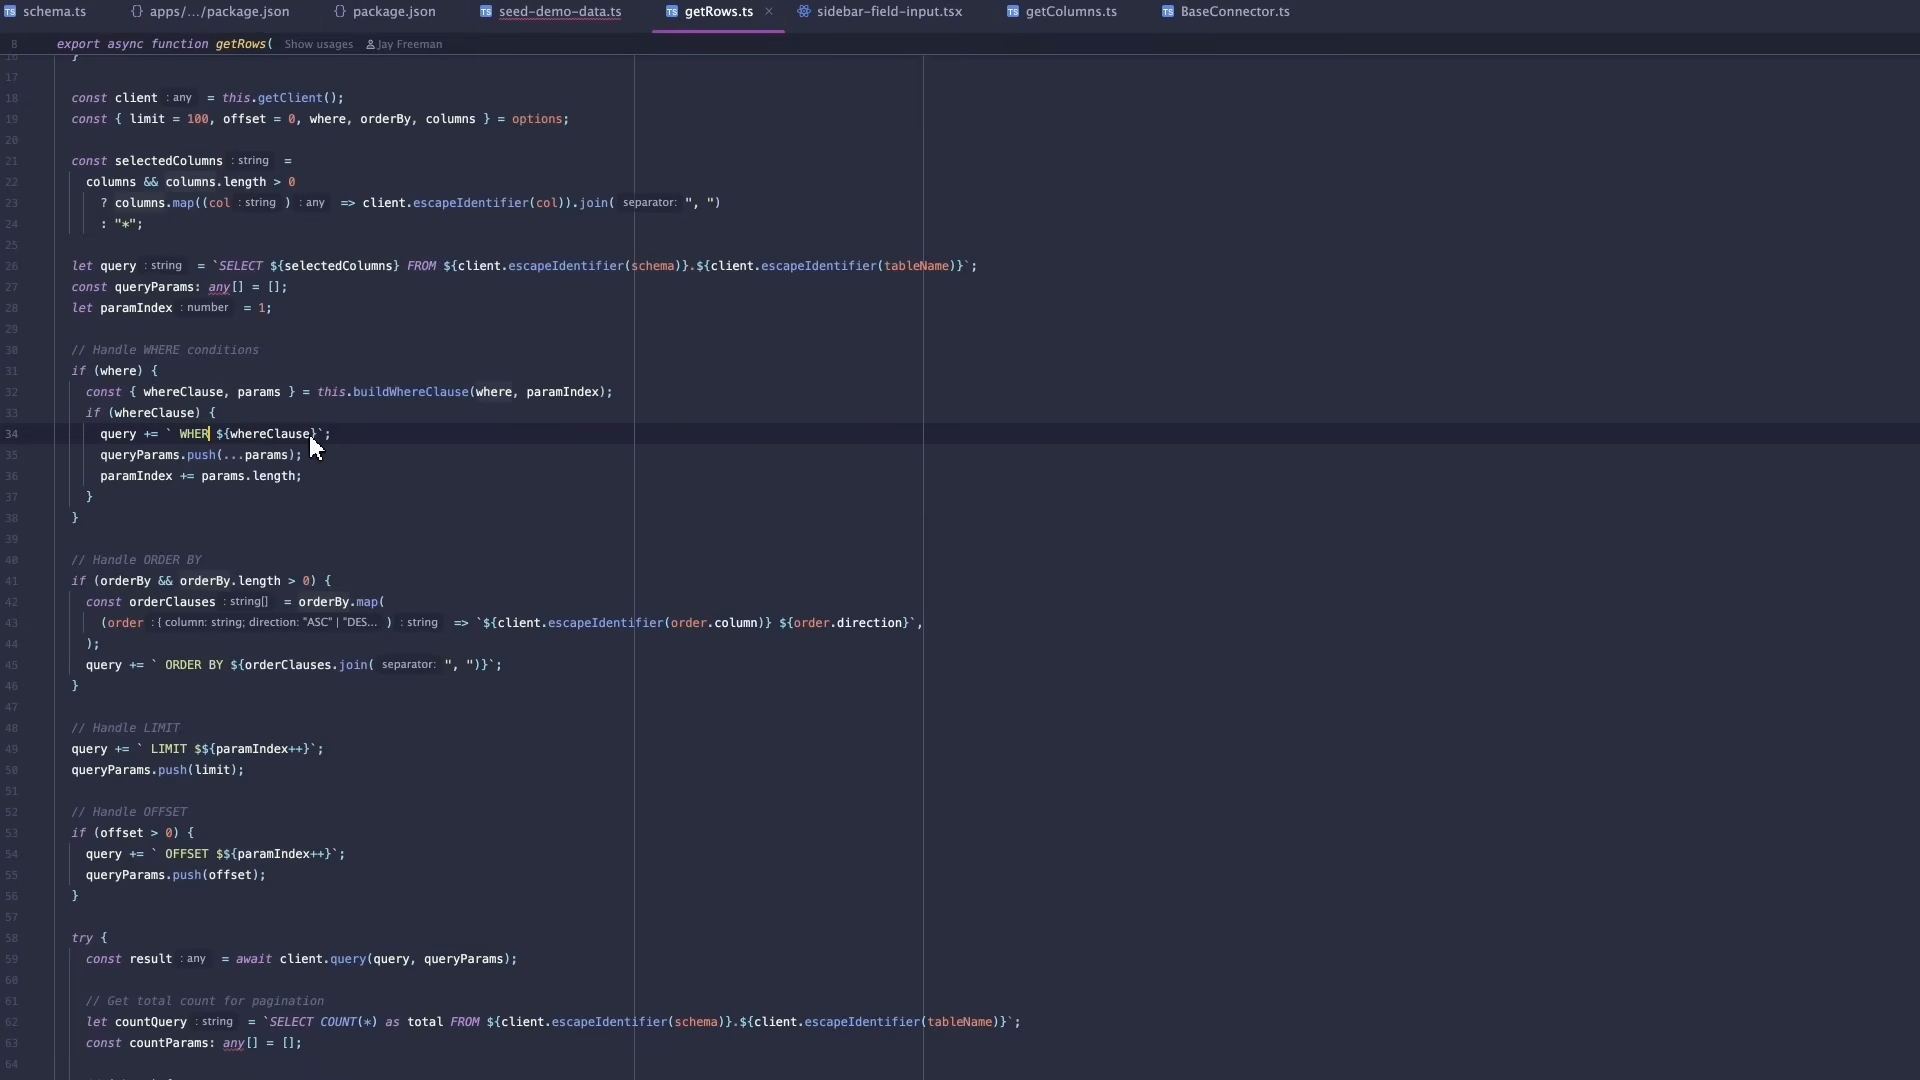 schema.ts apps/.../package.json package.json seed-demo-data.ts getRows.ts sidebar-field-input.tsx getColumns.ts BaseConnector.ts
8 export async function getRows( Show usages Jay Freeman
16 }
17
18 const client : any = this.getClient();
19 const { limit = 100, offset = 0, where, orderBy, columns } = options;
20
21 const selectedColumns : string =
22 columns && columns.length > 0
23 ? columns.map((col : string ) : any => client.escapeIdentifier(col)).join( separator: ", ")
24 : "*";
25
26 let query : string = `SELECT ${selectedColumns} FROM ${client.escapeIdentifier(schema)}.${client.escapeIdentifier(tableName)}`;
27 const queryParams: any[] = [];
28 let paramIndex : number = 1;
29
30 // Handle WHERE conditions
31 if (where) {
32 const { whereClause, params } = this.buildWhereClause(where, paramIndex);
33 if (whereClause) {
34 query += ` WHER ${whereClause}`;
35 queryParams.push(...params);
36 paramIndex += params.length;
37 }
38 }
39
40 // Handle ORDER BY
41 if (orderBy && orderBy.length > 0) {
42 const orderClauses : string[] = orderBy.map(
43 (order : { column: string; direction: "ASC" | "DES... ) : string => `${client.escapeIdentifier(order.column)} ${order.direction}`,
44 );
45 query += ` ORDER BY ${orderClauses.join( separator: ", ")}`;
46 }
47
48 // Handle LIMIT
49 query += ` LIMIT $${paramIndex++}`;
50 queryParams.push(limit);
51
52 // Handle OFFSET
53 if (offset > 0) {
54 query += ` OFFSET $${paramIndex++}`;
55 queryParams.push(offset);
56 }
57
58 try {
59 const result : any = await client.query(query, queryParams);
60
61 // Get total count for pagination
62 let countQuery : string = `SELECT COUNT(*) as total FROM ${client.escapeIdentifier(schema)}.${client.escapeIdentifier(tableName)}`;
63 const countParams: any[] = [];
64